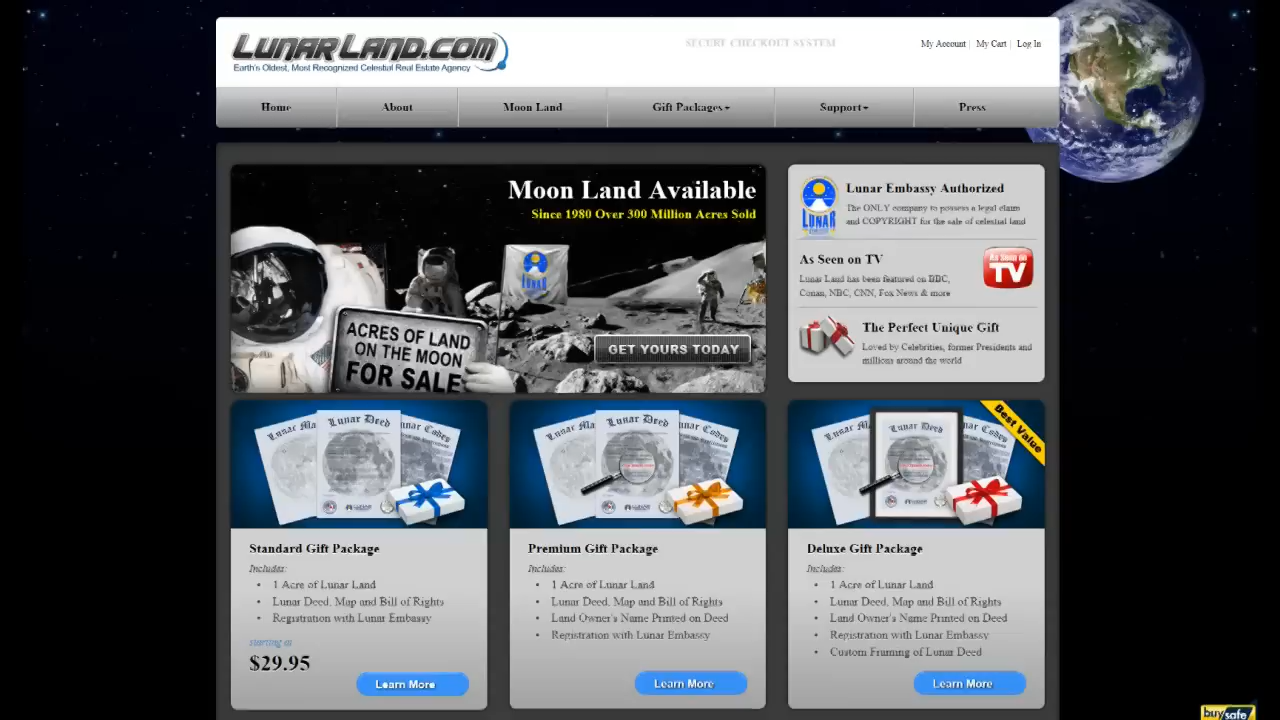 LUNARLAND.COM
Earth's Oldest, Most Recognized Celestial Real Estate Agency
SECURE CHECKOUT SYSTEM
My Account | My Cart | Log In
Home
About
Moon Land
Gift Packages
Support
Press
Moon Land Available
Since 1980 Over 300 Million Acres Sold
LUNAR
ACRES OF LAND
ON THE MOON
FOR SALE
GET YOURS TODAY
LUNAR
Lunar Embassy Authorized
The ONLY company to possess a legal claim
and COPYRIGHT for the sale of celestial land
As Seen on TV
Lunar Land has been featured on BBC,
Conan, NBC, CNN, Fox News & more
As Seen on
TV
The Perfect Unique Gift
Loved by Celebrities, former Presidents and
millions around the world
Lunar Deed
Standard Gift Package
Includes:
• 1 Acre of Lunar Land
• Lunar Deed, Map and Bill of Rights
• Registration with Lunar Embassy
starting at
$29.95
Learn More
Lunar Deed
Premium Gift Package
Includes:
• 1 Acre of Lunar Land
• Lunar Deed, Map and Bill of Rights
• Land Owner's Name Printed on Deed
• Registration with Lunar Embassy
Learn More
Lunar Deed
Best Value
Deluxe Gift Package
Includes:
• 1 Acre of Lunar Land
• Lunar Deed, Map and Bill of Rights
• Land Owner's Name Printed on Deed
• Registration with Lunar Embassy
• Custom Framing of Lunar Deed
Learn More
buySafe